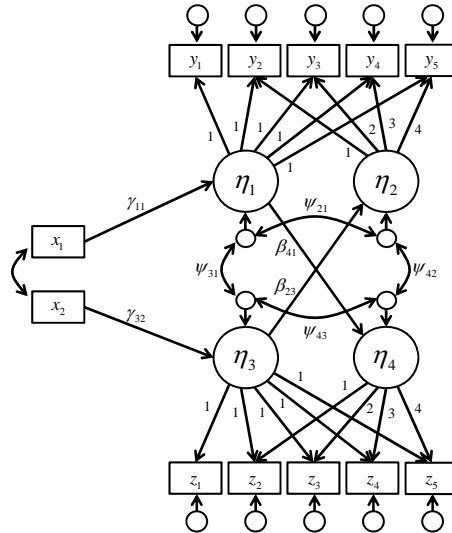 y₁ y₂ y₃ y₄ y₅
1 1 1 1 1 1 2 3 4
η₁ η₂
γ₁₁
ψ₂₁
x₁
ψ₃₁ β₄₁ ψ₄₂
β₂₃
x₂
γ₃₂
ψ₄₃
η₃ η₄
1 1 1 1 1 1 2 3 4
z₁ z₂ z₃ z₄ z₅